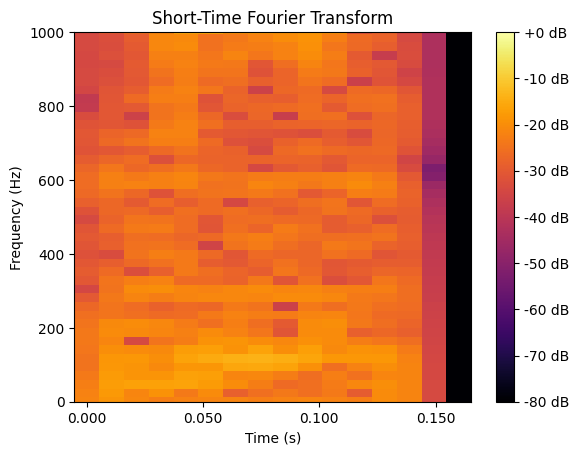 Short-Time Fourier Transform
1000
800
600
400
200
0
Frequency (Hz)
0.000
0.050
0.100
0.150
Time (s)
+0 dB
-10 dB
-20 dB
-30 dB
-40 dB
-50 dB
-60 dB
-70 dB
-80 dB